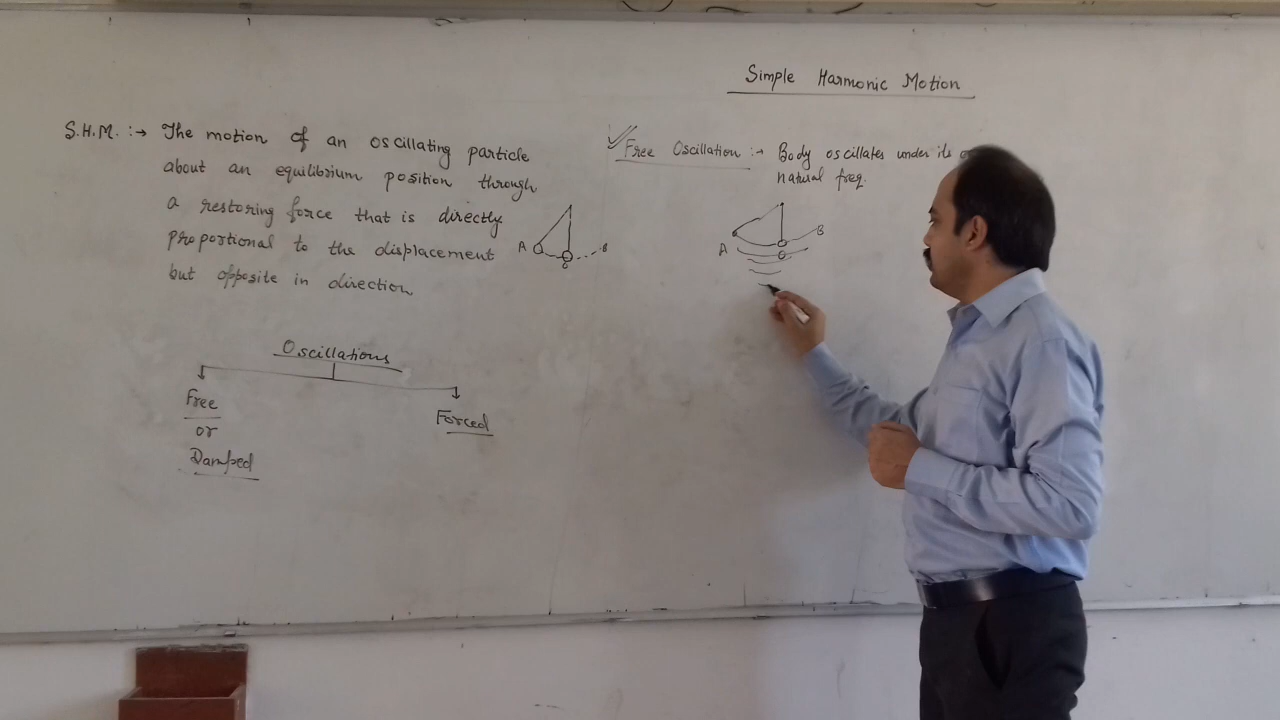 Simple Harmonic Motion
S.H.M. :→ The motion of an oscillating particle
about an equilibrium position through
a restoring force that is directly
proportional to the displacement
but opposite in direction
A O B
Oscillations
Free
or
Damped
Forced
Free Oscillation :→ Body oscillates under its
natural freq.
A O B